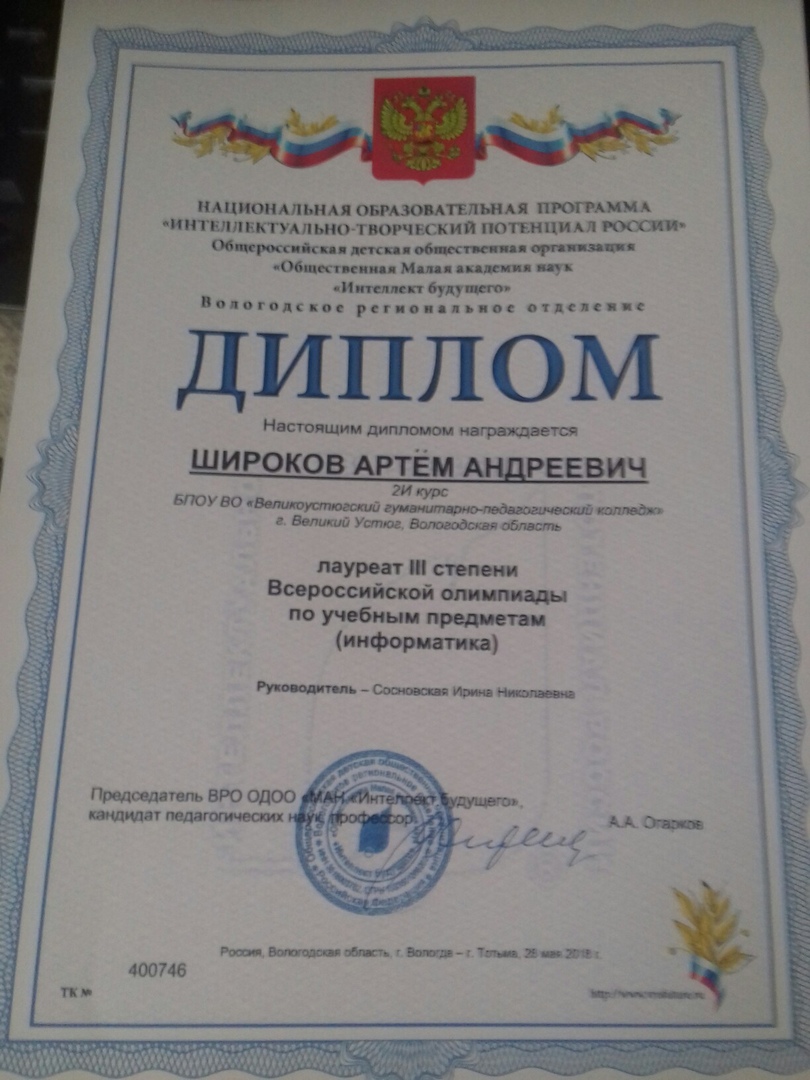 НАЦИОНАЛЬНАЯ ОБРАЗОВАТЕЛЬНАЯ ПРОГРАММА
«ИНТЕЛЛЕКТУАЛЬНО-ТВОРЧЕСКИЙ ПОТЕНЦИАЛ РОССИИ»
Общероссийская детская общественная организация
«Общественная Малая академия наук
«Интеллект будущего»
Вологодское региональное отделение
ДИПЛОМ
Настоящим дипломом награждается
ШИРОКОВ АРТЁМ АНДРЕЕВИЧ
2И курс
БПОУ ВО «Великоустюгский гуманитарно-педагогический колледж»
г. Великий Устюг, Вологодская область
лауреат III степени
Всероссийской олимпиады
по учебным предметам
(информатика)
Руководитель – Сосновская Ирина Николаевна
Председатель ВРО ОДОО «МАН «Интеллект будущего»,
кандидат педагогических наук, профессор
А.А. Огарков
Россия, Вологодская область, г. Вологда – г. Тотьма, 28 мая г.
400746
ТК №